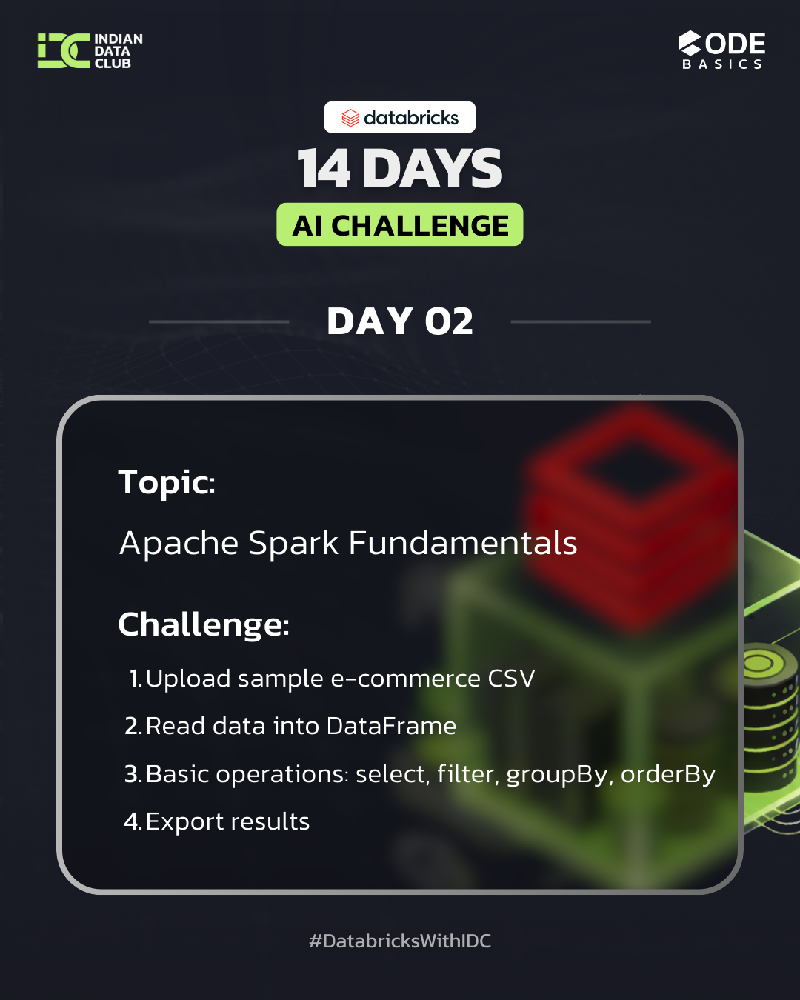 INDIAN
DATA
CLUB
CODE
BASICS
databricks
14 DAYS
AI CHALLENGE
DAY 02
Topic:
Apache Spark Fundamentals
Challenge:
1. Upload sample e-commerce CSV
2. Read data into DataFrame
3. Basic operations: select, filter, groupBy, orderBy
4. Export results
#DatabricksWithIDC